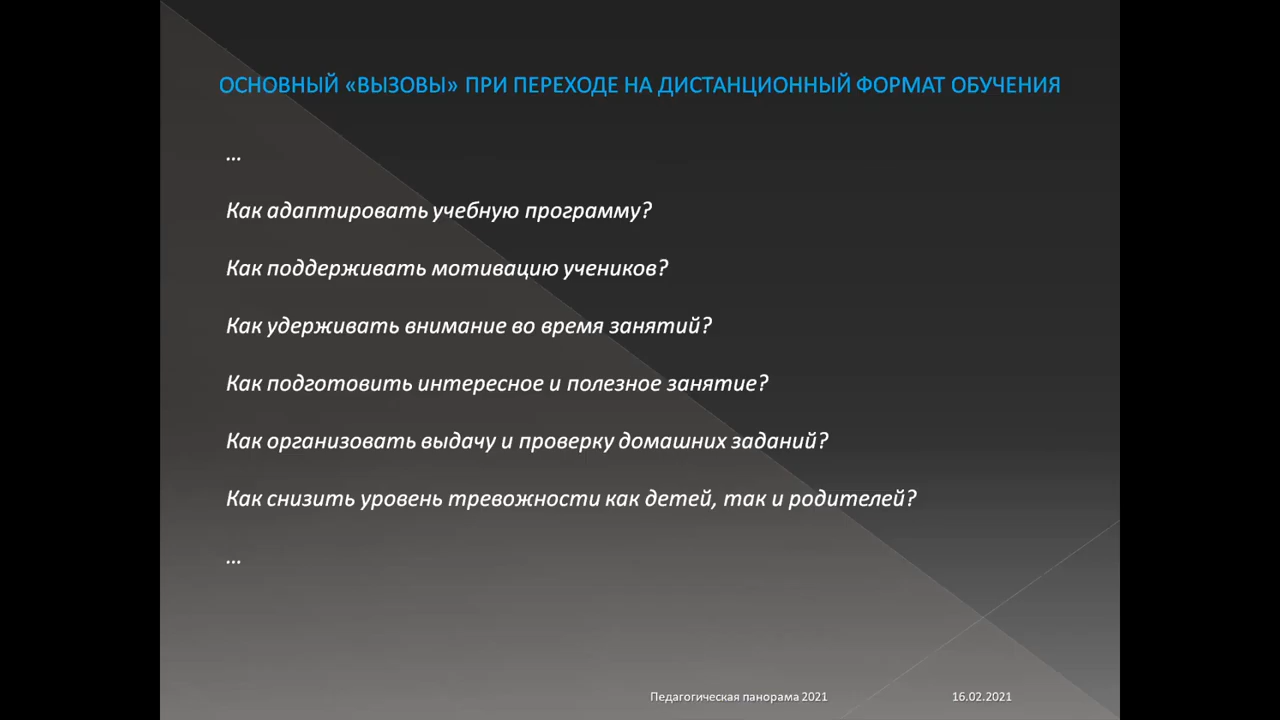 ОСНОВНЫЙ «ВЫЗОВЫ» ПРИ ПЕРЕХОДЕ НА ДИСТАНЦИОННЫЙ ФОРМАТ ОБУЧЕНИЯ
...
Как адаптировать учебную программу?
Как поддерживать мотивацию учеников?
Как удерживать внимание во время занятий?
Как подготовить интересное и полезное занятие?
Как организовать выдачу и проверку домашних заданий?
Как снизить уровень тревожности как детей, так и родителей?
...
Педагогическая панорама 2021 16.02.2021